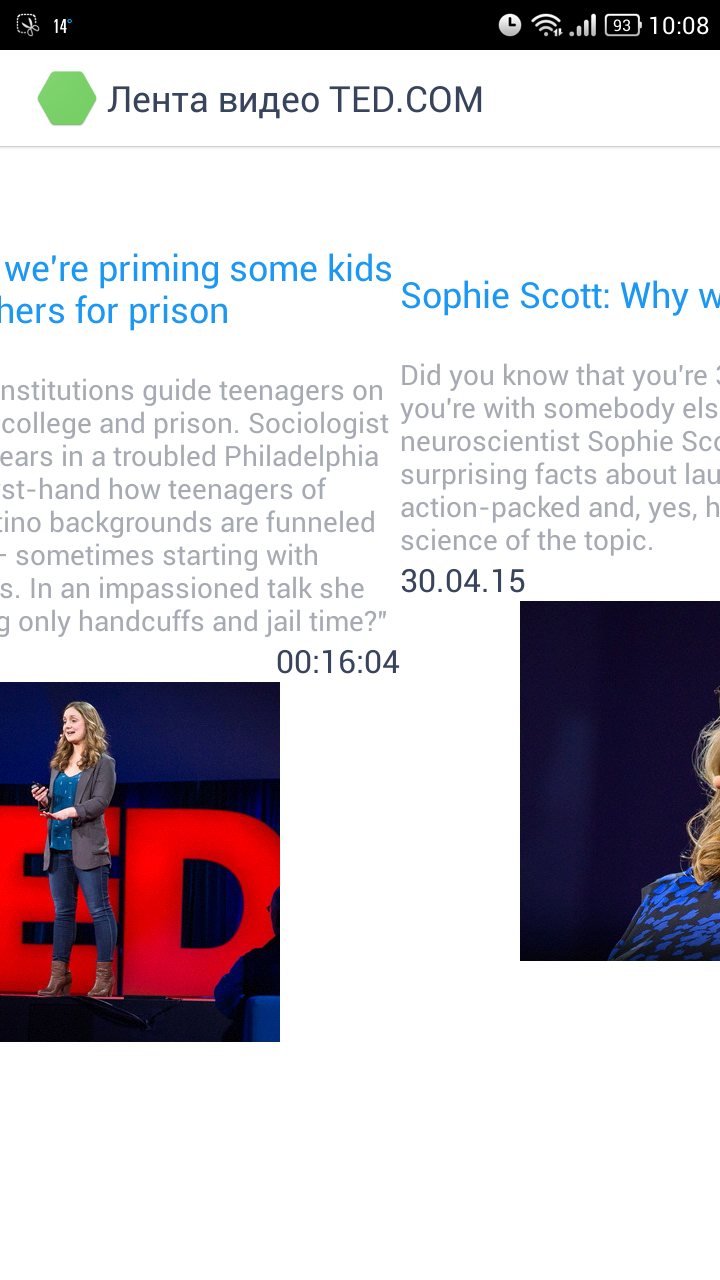 14°
93 10:08
Лента видео TED.COM
we're priming some kids
hers for prison
nstitutions guide teenagers on
college and prison. Sociologist
ears in a troubled Philadelphia
rst-hand how teenagers of
tino backgrounds are funneled
- sometimes starting with
s. In an impassioned talk she
g only handcuffs and jail time?"
00:16:04
ED
Sophie Scott: Why w
Did you know that you're 3
you're with somebody els
neuroscientist Sophie Sco
surprising facts about lau
action-packed and, yes, h
science of the topic.
30.04.15